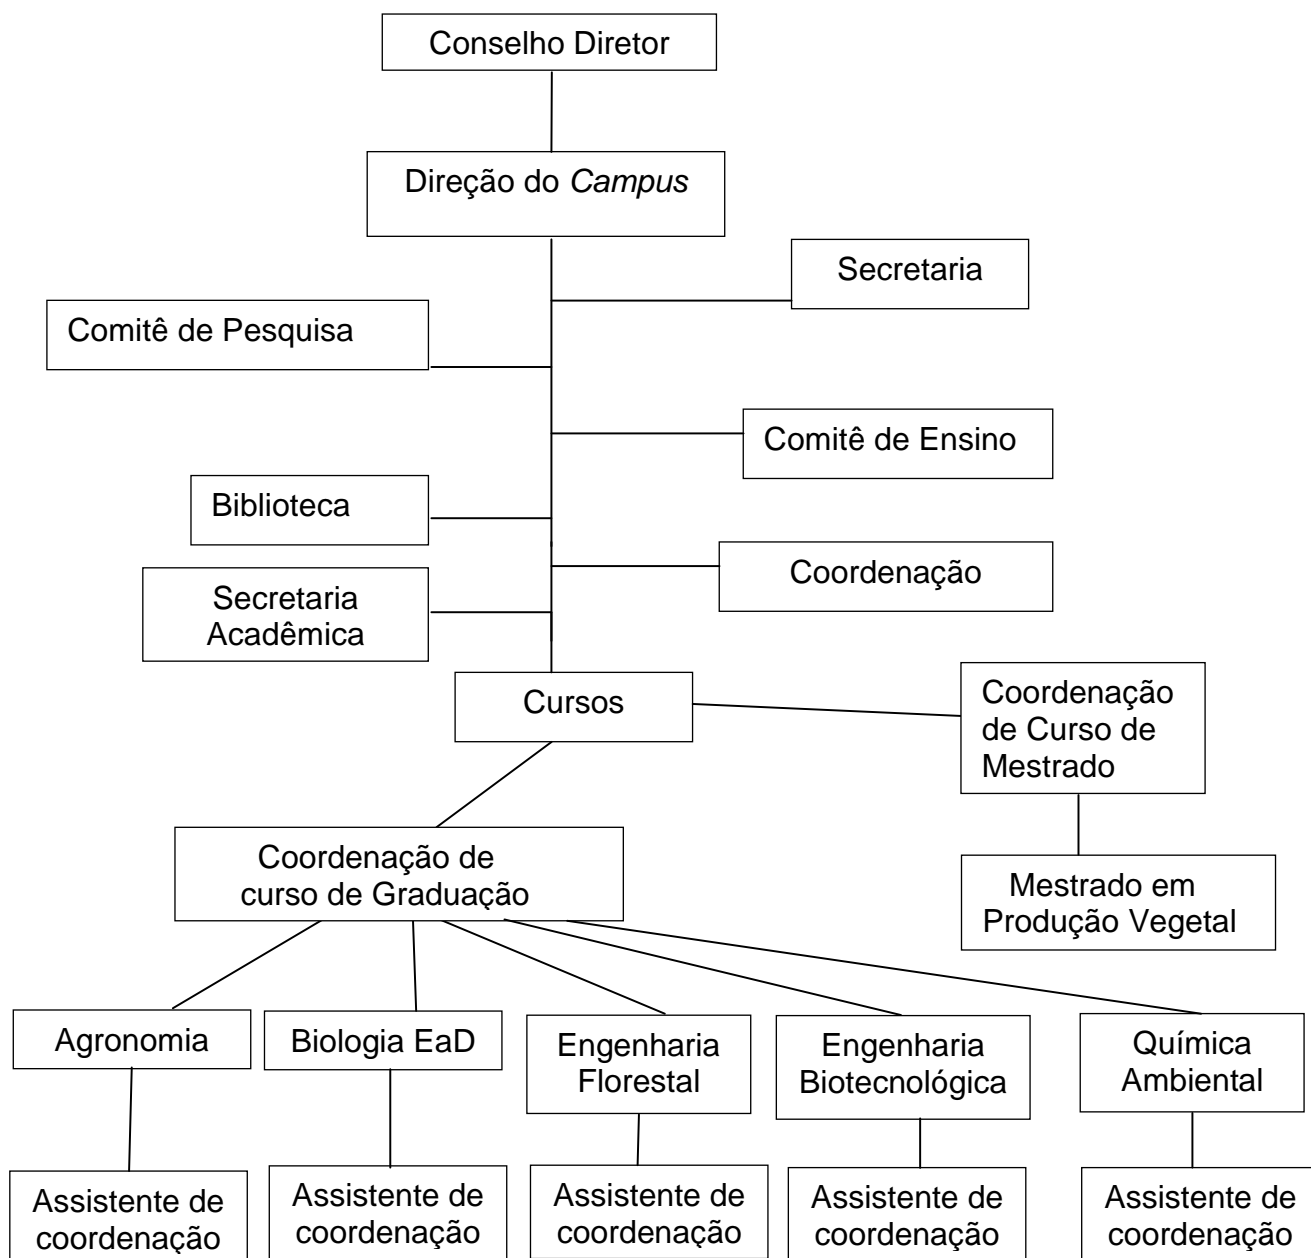 Conselho Diretor
Direção do Campus
Secretaria
Comitê de Pesquisa
Comitê de Ensino
Biblioteca
Coordenação
Secretaria
Acadêmica
Cursos
Coordenação
de Curso de
Mestrado
Coordenação de
curso de Graduação
Mestrado em
Produção Vegetal
Agronomia
Biologia EaD
Engenharia
Florestal
Engenharia
Biotecnológica
Química
Ambiental
Assistente de
coordenação
Assistente de
coordenação
Assistente de
coordenação
Assistente de
coordenação
Assistente de
coordenação